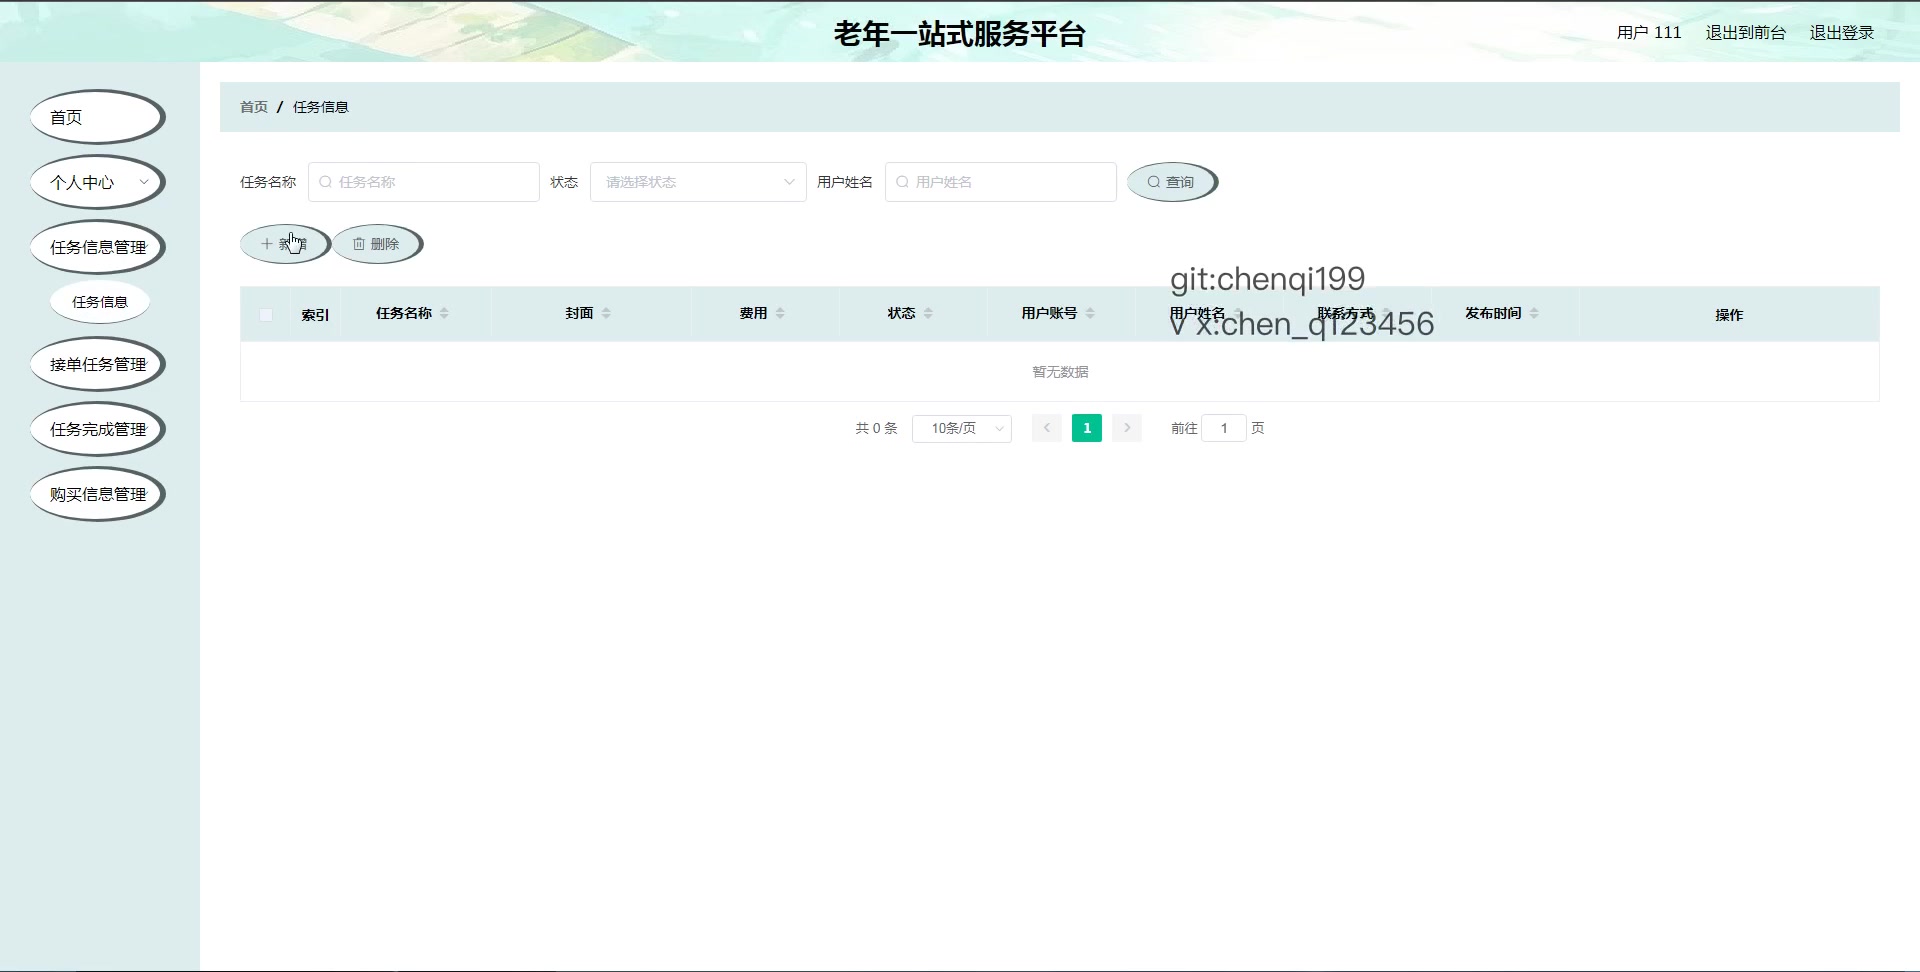 老年一站式服务平台
用户 111 退出到前台 退出登录
首页
个人中心
任务信息管理
任务信息
接单任务管理
任务完成管理
购买信息管理
首页 / 任务信息
任务名称 任务名称 状态 请选择状态 用户姓名 用户姓名 查询
新增 删除
git:chenqi199
索引 任务名称 封面 费用 状态 用户账号 用户姓名 联系方式 发布时间 操作
V x:chen_q123456
暂无数据
共 0 条 10条/页 1 前往 1 页